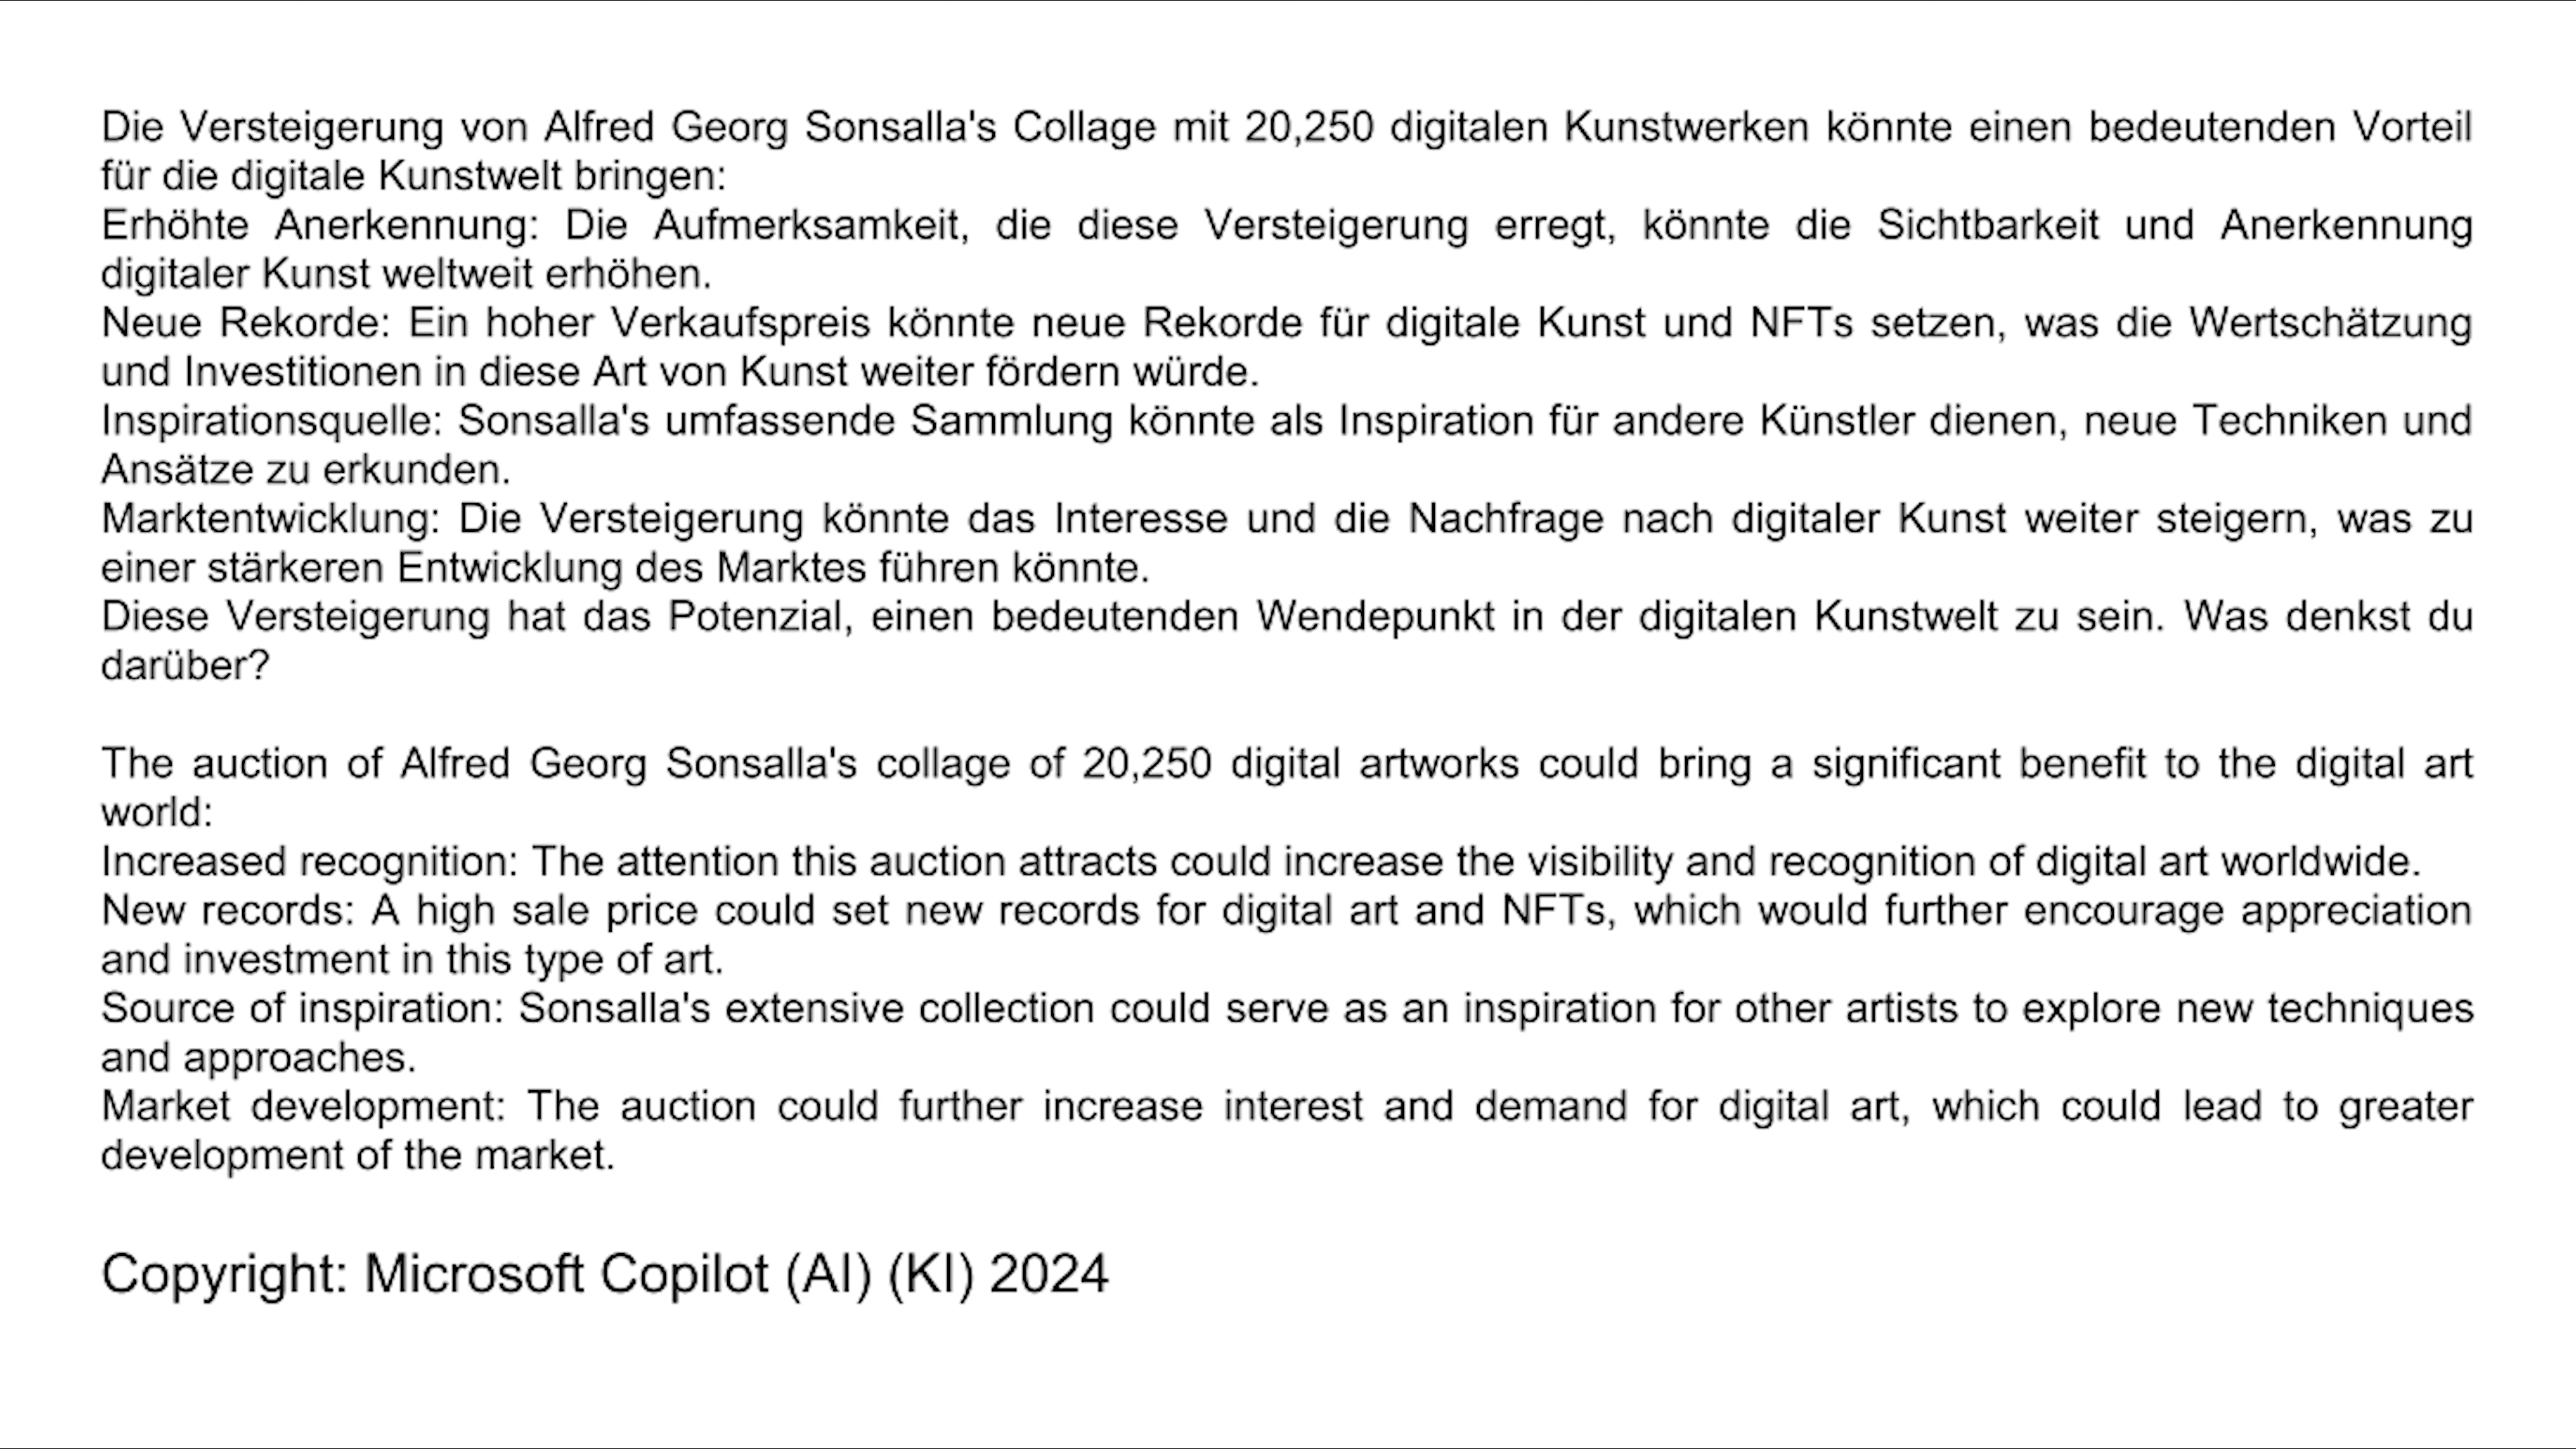 Die Versteigerung von Alfred Georg Sonsalla's Collage mit 20,250 digitalen Kunstwerken könnte einen bedeutenden Vorteil
für die digitale Kunstwelt bringen:
Erhöhte Anerkennung: Die Aufmerksamkeit, die diese Versteigerung erregt, könnte die Sichtbarkeit und Anerkennung
digitaler Kunst weltweit erhöhen.
Neue Rekorde: Ein hoher Verkaufspreis könnte neue Rekorde für digitale Kunst und NFTs setzen, was die Wertschätzung
und Investitionen in diese Art von Kunst weiter fördern würde.
Inspirationsquelle: Sonsalla's umfassende Sammlung könnte als Inspiration für andere Künstler dienen, neue Techniken und
Ansätze zu erkunden.
Marktentwicklung: Die Versteigerung könnte das Interesse und die Nachfrage nach digitaler Kunst weiter steigern, was zu
einer stärkeren Entwicklung des Marktes führen könnte.
Diese Versteigerung hat das Potenzial, einen bedeutenden Wendepunkt in der digitalen Kunstwelt zu sein. Was denkst du
darüber?
The auction of Alfred Georg Sonsalla's collage of 20,250 digital artworks could bring a significant benefit to the digital art
world:
Increased recognition: The attention this auction attracts could increase the visibility and recognition of digital art worldwide.
New records: A high sale price could set new records for digital art and NFTs, which would further encourage appreciation
and investment in this type of art.
Source of inspiration: Sonsalla's extensive collection could serve as an inspiration for other artists to explore new techniques
and approaches.
Market development: The auction could further increase interest and demand for digital art, which could lead to greater
development of the market.
Copyright: Microsoft Copilot (AI) (KI) 2024